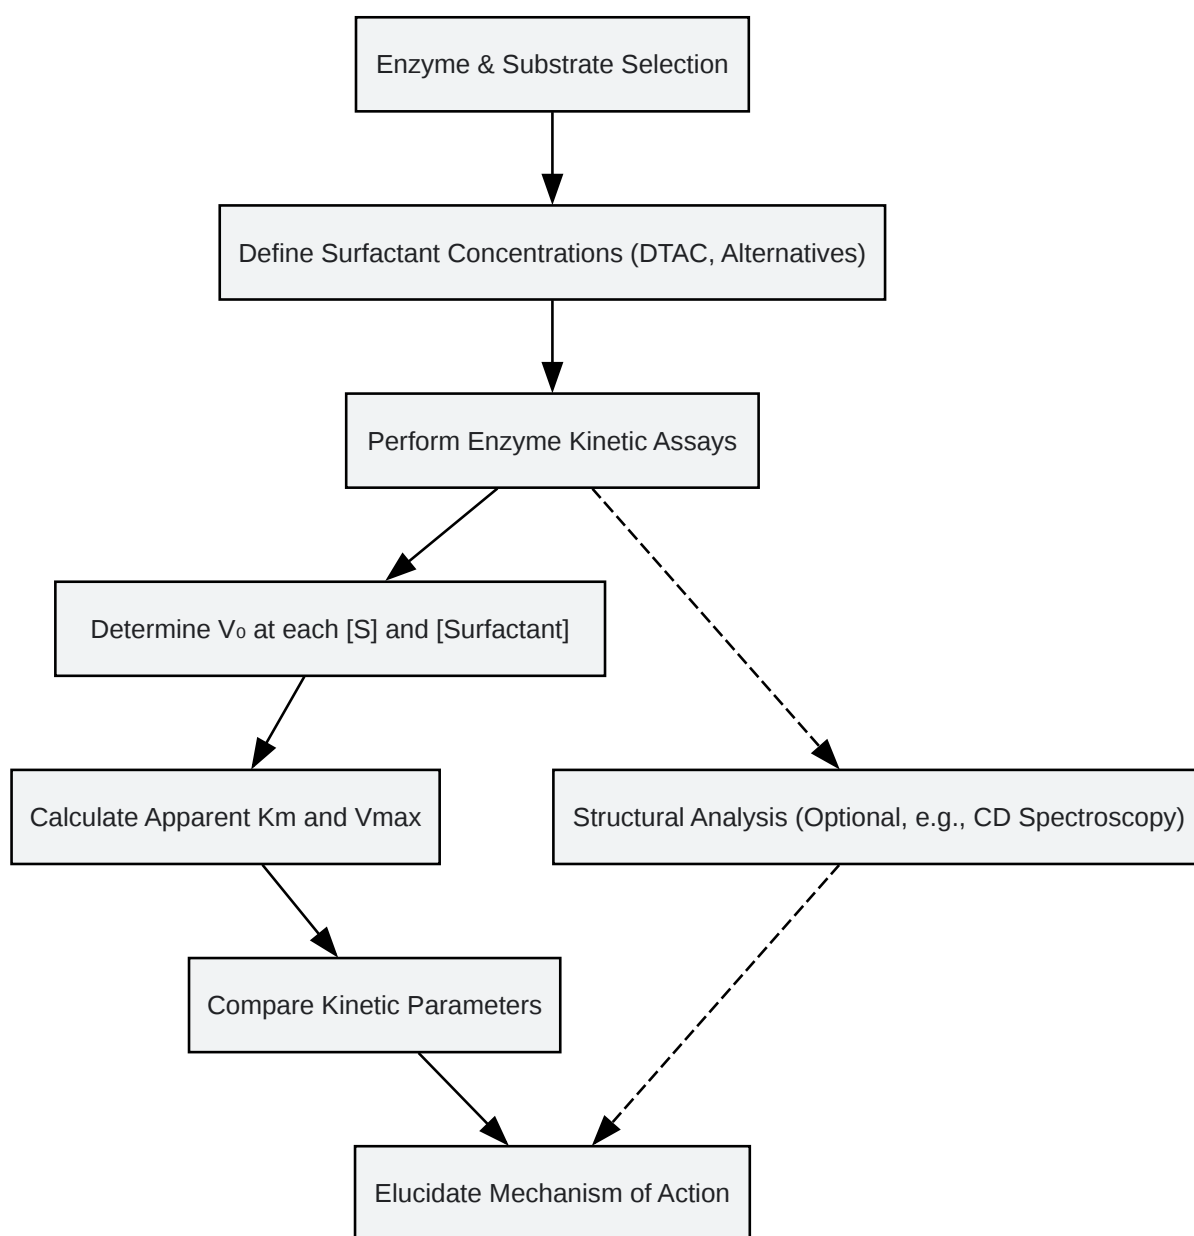 Enzyme & Substrate Selection
Define Surfactant Concentrations (DTAC, Alternatives)
Perform Enzyme Kinetic Assays
Determine V₀ at each [S] and [Surfactant]
Calculate Apparent Km and Vmax
Structural Analysis (Optional, e.g., CD Spectroscopy)
Compare Kinetic Parameters
Elucidate Mechanism of Action